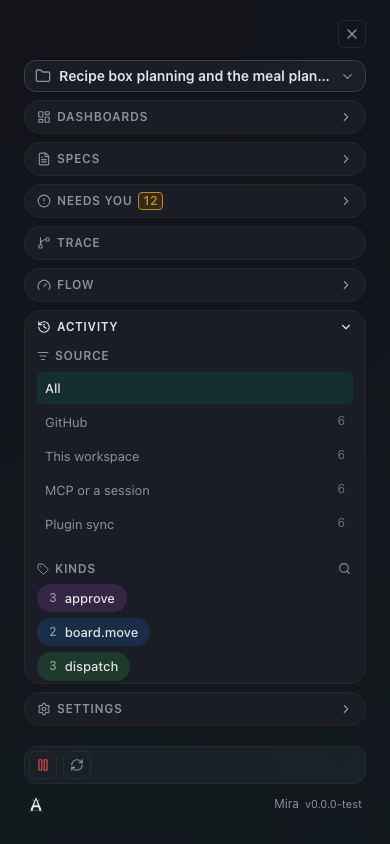 Recipe box planning and the meal plan...
DASHBOARDS
SPECS
NEEDS YOU 12
TRACE
FLOW
ACTIVITY
SOURCE
All
GitHub 6
This workspace 6
MCP or a session 6
Plugin sync 6
KINDS
3 approve
2 board.move
3 dispatch
SETTINGS
Mira v0.0.0-test